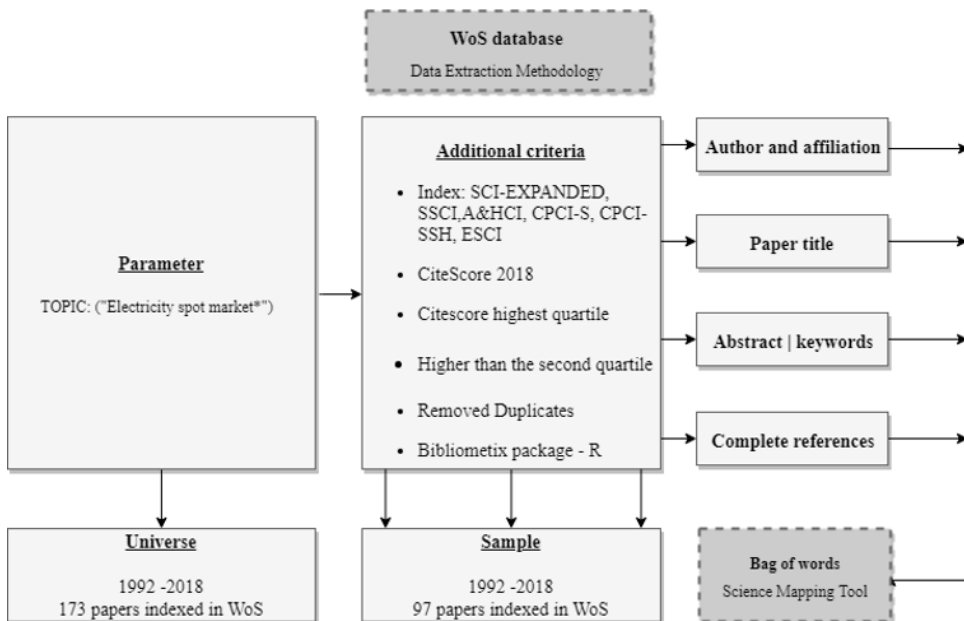 WoS database
Data Extraction Methodology
Parameter
TOPIC: ("Electricity spot market*")
Additional criteria
• Index: SCI-EXPANDED,
SSCI,A&HCI, CPCI-S, CPCI-
SSH, ESCI
• CiteScore 2018
• Citescore highest quartile
• Higher than the second quartile
• Removed Duplicates
• Bibliometix package - R
Author and affiliation
Paper title
Abstract | keywords
Complete references
Universe
1992 -2018
173 papers indexed in WoS
Sample
1992 -2018
97 papers indexed in WoS
Bag of words
Science Mapping Tool